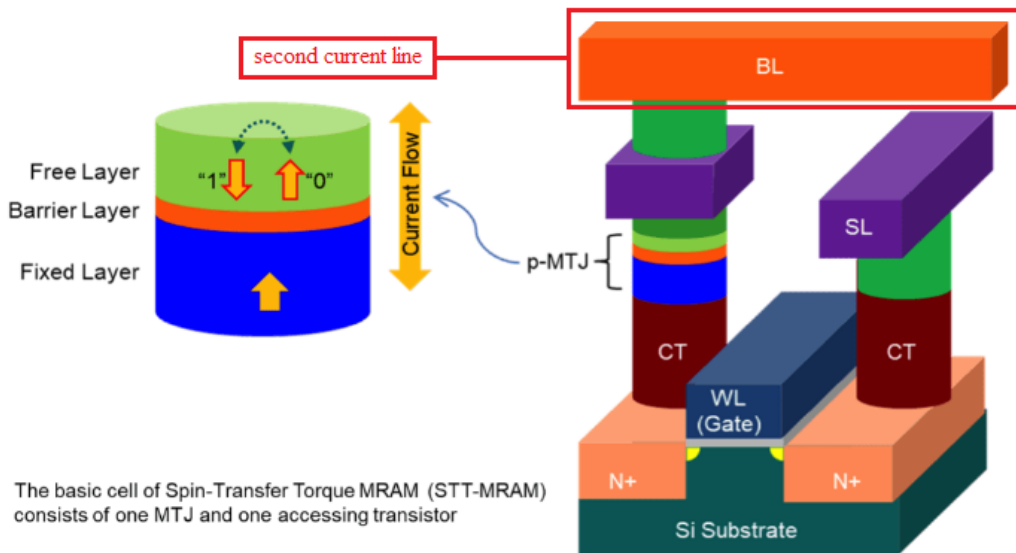 second current line
BL
Free Layer
"1"
"0"
Barrier Layer
Fixed Layer
Current Flow
p-MTJ
SL
CT
CT
WL
(Gate)
N+
N+
Si Substrate
The basic cell of Spin-Transfer Torque MRAM (STT-MRAM)
consists of one MTJ and one accessing transistor